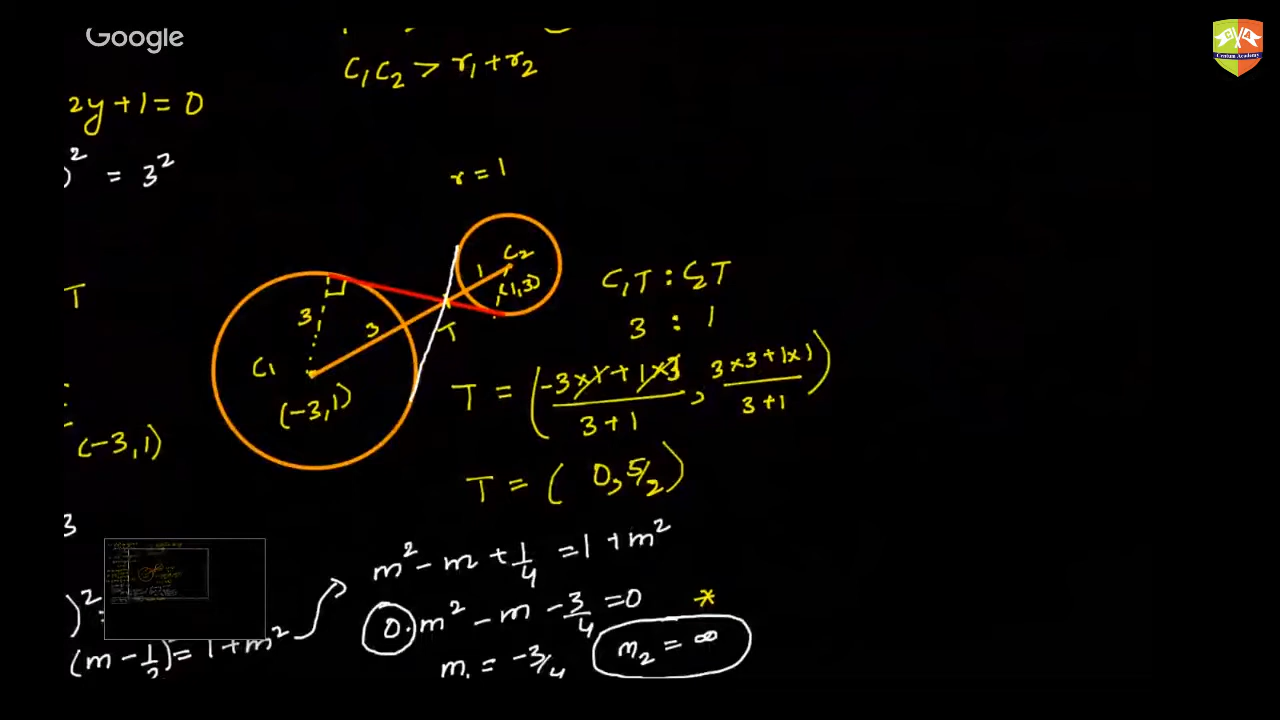 Google
Centum Academy
C₁C₂ > r₁ + r₂
2y + 1 = 0
)² = 3²
r = 1
C₂
1
(1,3)
3
3
T
C₁
(-3,1)
C₁T : C₂T
3 : 1
T = (-3×1 + 1×3 / 3+1, 3×3 + 1×1 / 3+1)
T = ( 0, 5/2 )
T
(-3,1)
3
)² =
(m - 1/2)² = 1 + m²
m² - m + 1/4 = 1 + m²
0·m² - m - 3/4 = 0 *
m₁ = -3/4 m₂ = ∞